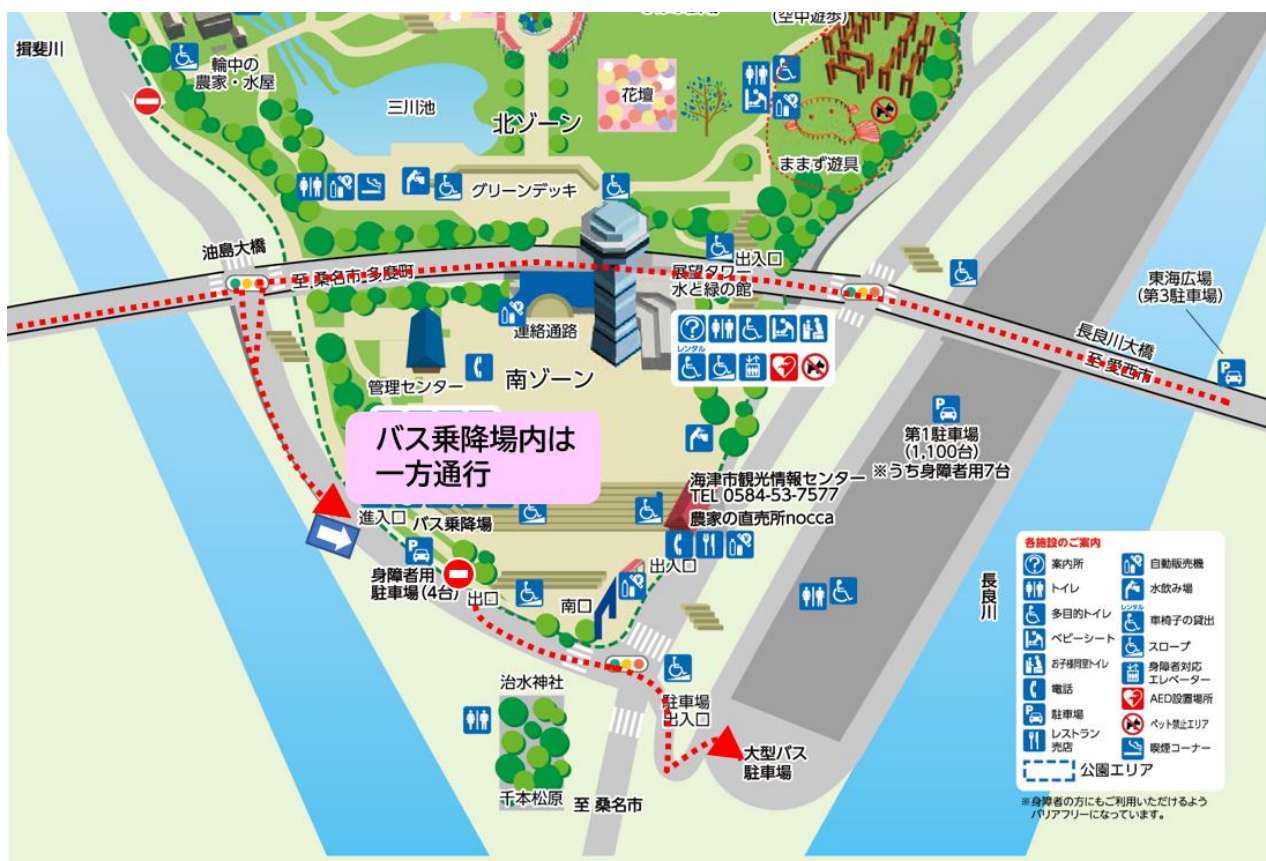 揖斐川
輪中の
農家・水屋
三川池
北ゾーン
花壇
(空中遊歩)
ままず遊具
グリーンデッキ
油島大橋
至 桑名市・多度町
展望タワー
水と緑の館
出入口
東海広場
(第3駐車場)
連絡通路
レンタル
長良川大橋
至 愛西市
管理センター
南ゾーン
第1駐車場
(1,100台)
※うち身障者用7台
バス乗降場内は
一方通行
海津市観光情報センター
TEL 0584-53-7577
農家の直売所nocca
進入口
バス乗降場
身障者用
駐車場(4台)
出口
南口
出入口
長良川
治水神社
駐車場
出入口
大型バス
駐車場
千本松原
至 桑名市
各施設のご案内
案内所
トイレ
多目的トイレ
ベビーシート
お子様同室トイレ
電話
駐車場
レストラン
売店
自動販売機
水飲み場
レンタル
車椅子の貸出
スロープ
身障者対応
エレベーター
AED設置場所
ペット禁止エリア
喫煙コーナー
公園エリア
※身障者の方にもご利用いただけるよう
バリアフリーになっています。